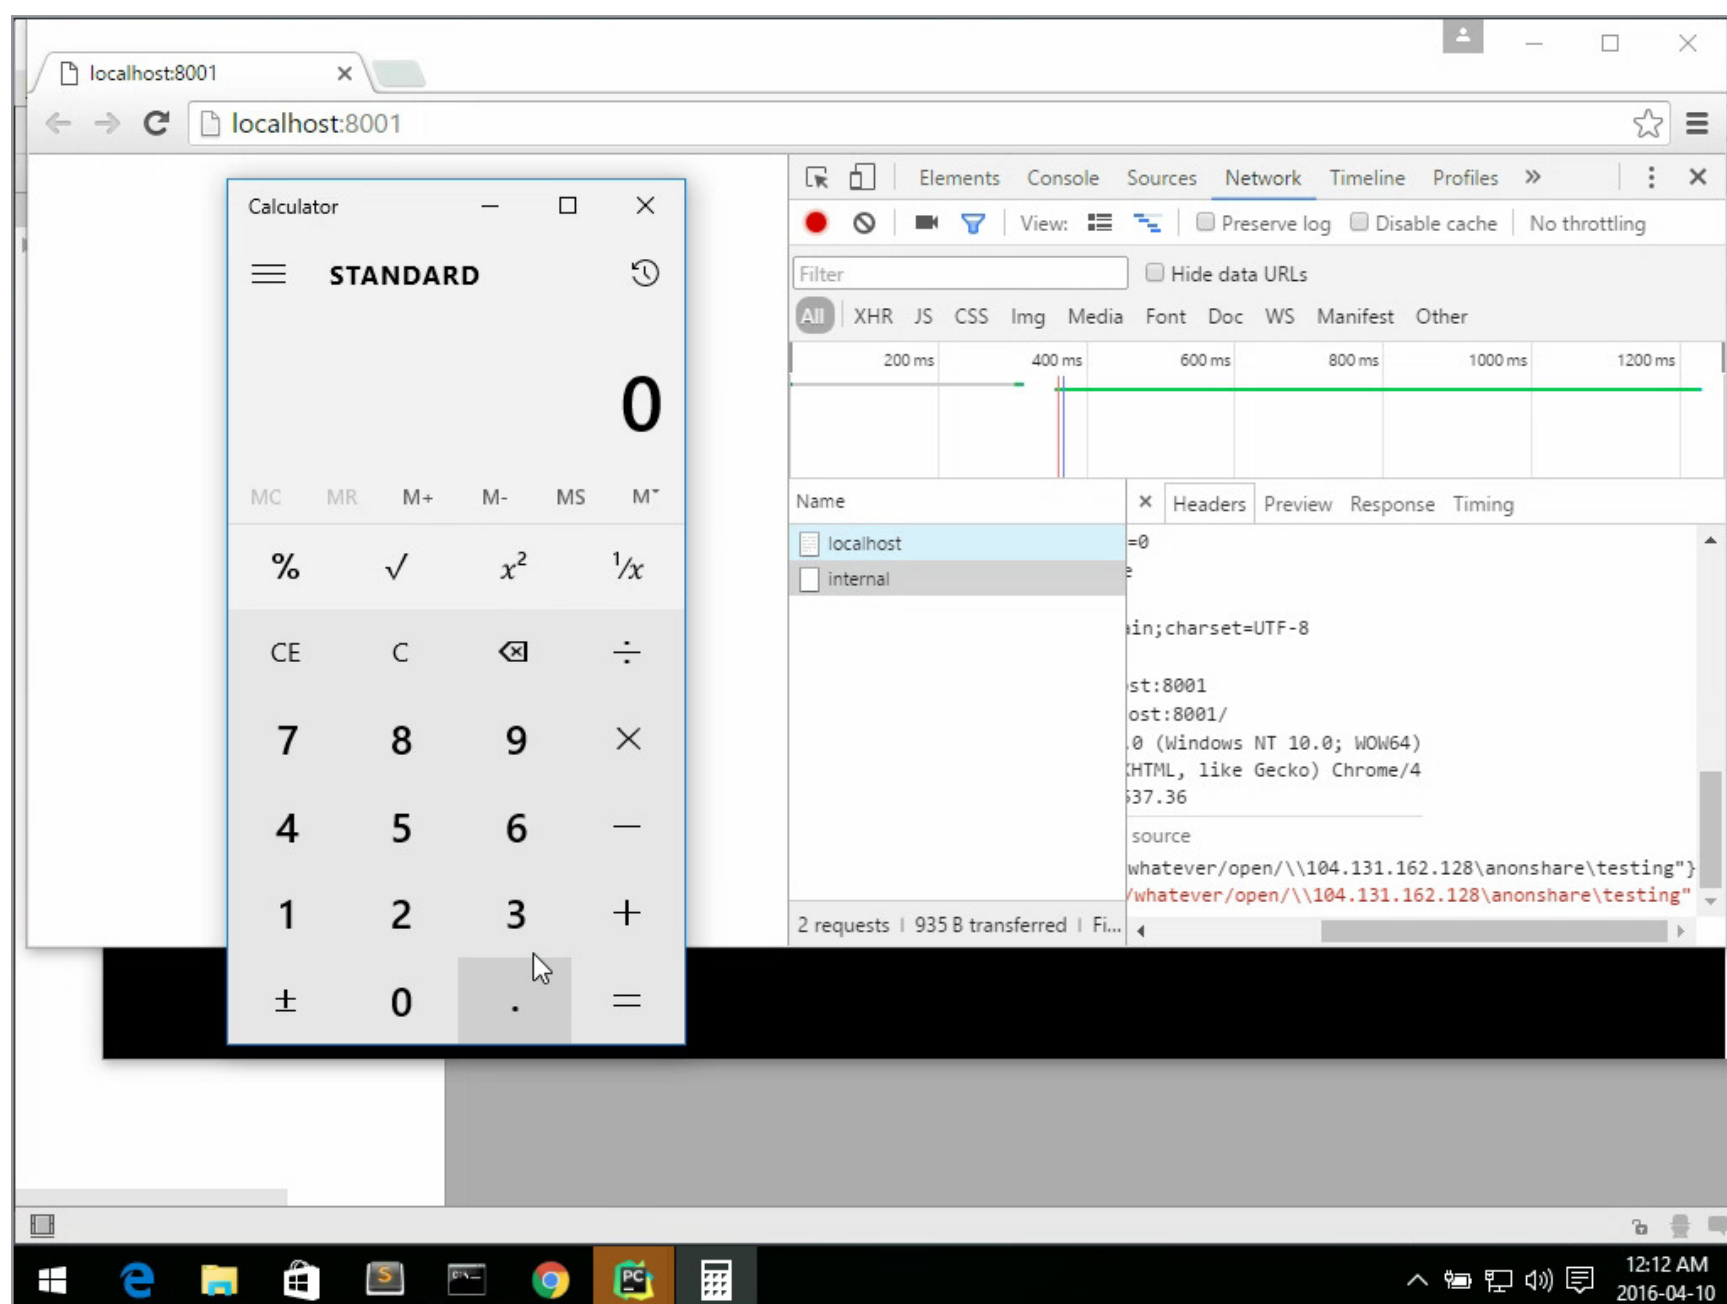 localhost:8001
localhost:8001
Calculator
STANDARD
0
MC MR M+ M- MS M˅
% √ x² ¹/x
CE C ÷
7 8 9 ×
4 5 6 −
1 2 3 +
± 0 . =
Elements Console Sources Network Timeline Profiles »
View: Preserve log Disable cache No throttling
Filter Hide data URLs
All XHR JS CSS Img Media Font Doc WS Manifest Other
200 ms 400 ms 600 ms 800 ms 1000 ms 1200 ms
Name × Headers Preview Response Timing
localhost
internal
=0
ain;charset=UTF-8
ost:8001
ost:8001/
.0 (Windows NT 10.0; WOW64)
KHTML, like Gecko) Chrome/4
537.36
source
whatever/open/\\104.131.162.128\anonshare\testing"}
/whatever/open/\\104.131.162.128\anonshare\testing"
2 requests | 935 B transferred | Fi...
S
PC
12:12 AM
2016-04-10